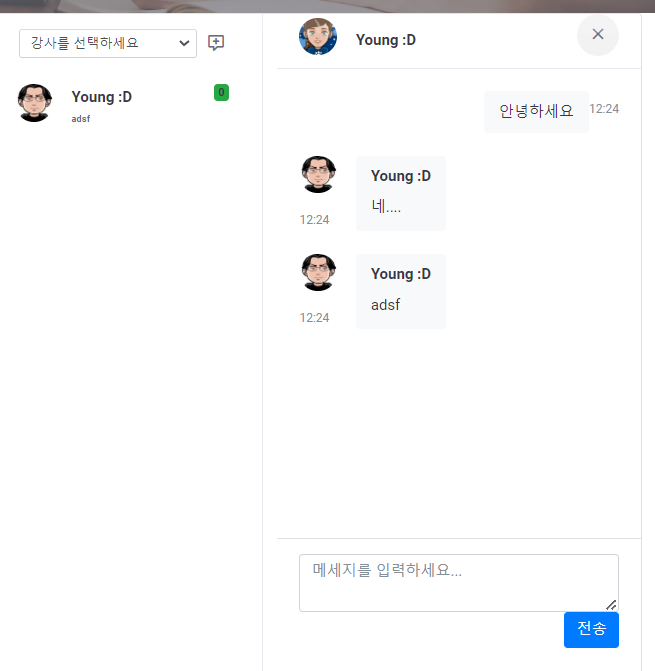 강사를 선택하세요
Young :D
0
adsf
Young :D
안녕하세요 12:24
Young :D
네....
12:24
Young :D
adsf
12:24
메세지를 입력하세요...
전송